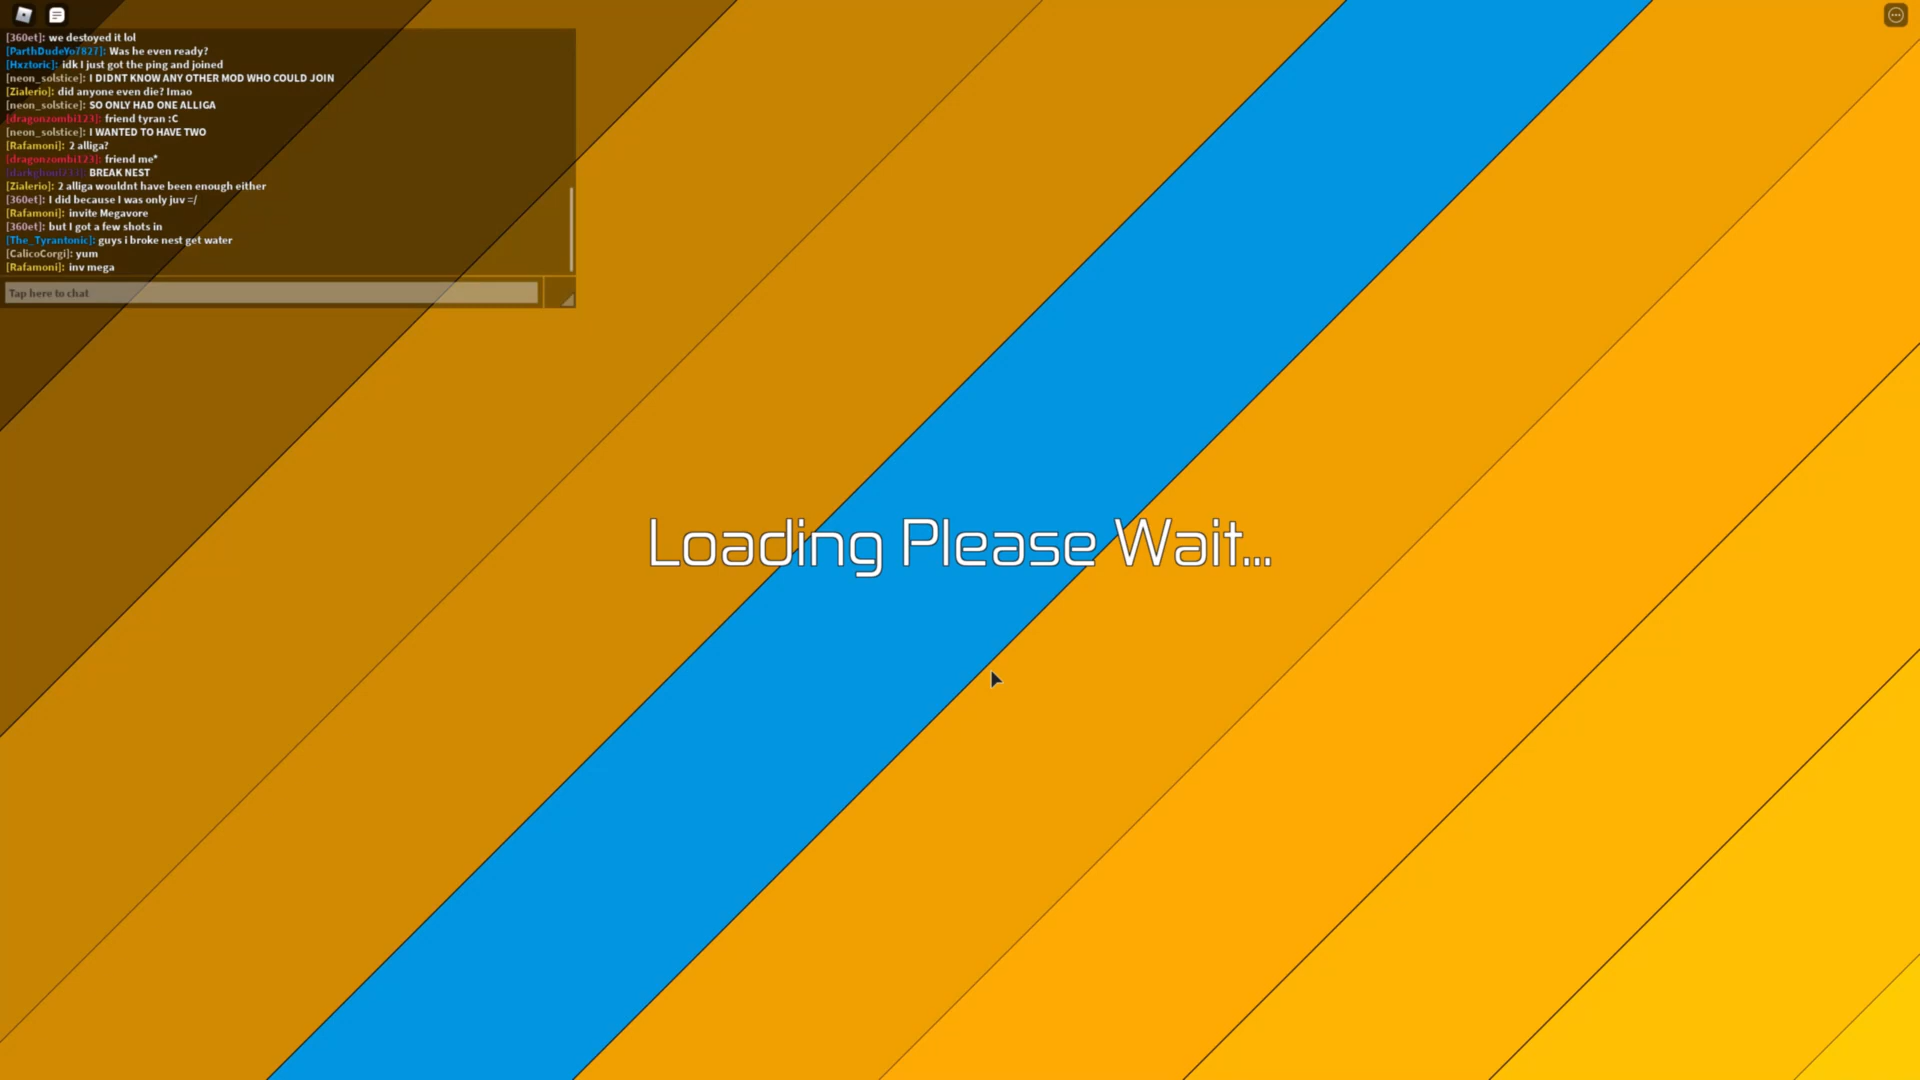 [360et]: we destoyed it lol
[ParthDudeYo7827]: Was he even ready?
[Hxztoric]: idk I just got the ping and joined
[neon_solstice]: I DIDNT KNOW ANY OTHER MOD WHO COULD JOIN
[Zialerio]: did anyone even die? lmao
[neon_solstice]: SO ONLY HAD ONE ALLIGA
[dragonzombi123]: friend tyran :C
[neon_solstice]: I WANTED TO HAVE TWO
[Rafamoni]: 2 alliga?
[dragonzombi123]: friend me*
BREAK NEST
[Zialerio]: 2 alliga wouldnt have been enough either
[360et]: I did because I was only juv =/
[Rafamoni]: invite Megavore
[360et]: but I got a few shots in
[The_Tyrantonic]: guys i broke nest get water
[CalicoCorgi]: yum
[Rafamoni]: inv mega
Tap here to chat
Loading Please Wait...